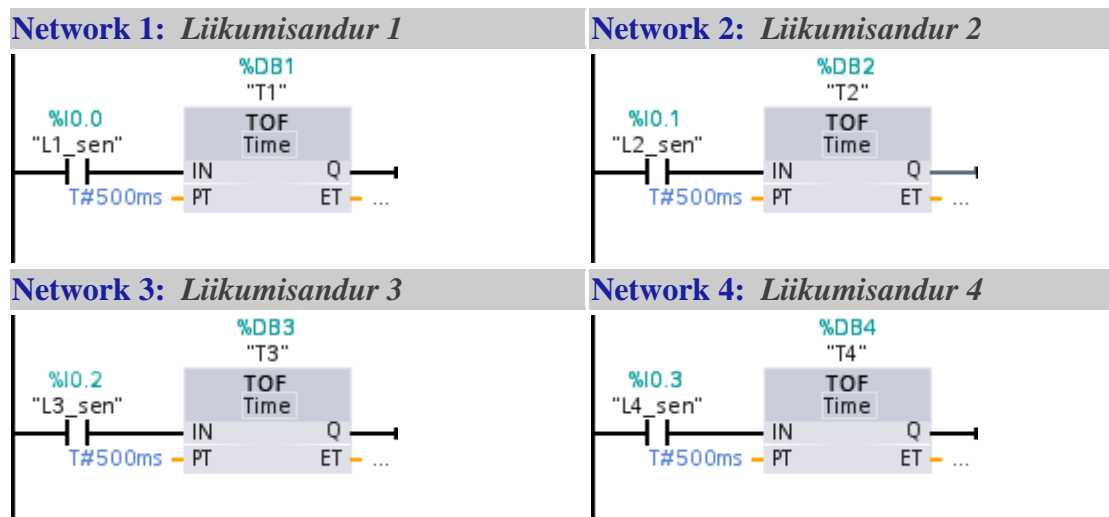 Network 1: Liikumisandur 1
%DB1
"T1"
%I0.0
"L1_sen"
TOF
Time
IN
Q
T#500ms
PT
ET
...
Network 2: Liikumisandur 2
%DB2
"T2"
%I0.1
"L2_sen"
TOF
Time
IN
Q
T#500ms
PT
ET
...
Network 3: Liikumisandur 3
%DB3
"T3"
%I0.2
"L3_sen"
TOF
Time
IN
Q
T#500ms
PT
ET
...
Network 4: Liikumisandur 4
%DB4
"T4"
%I0.3
"L4_sen"
TOF
Time
IN
Q
T#500ms
PT
ET
...